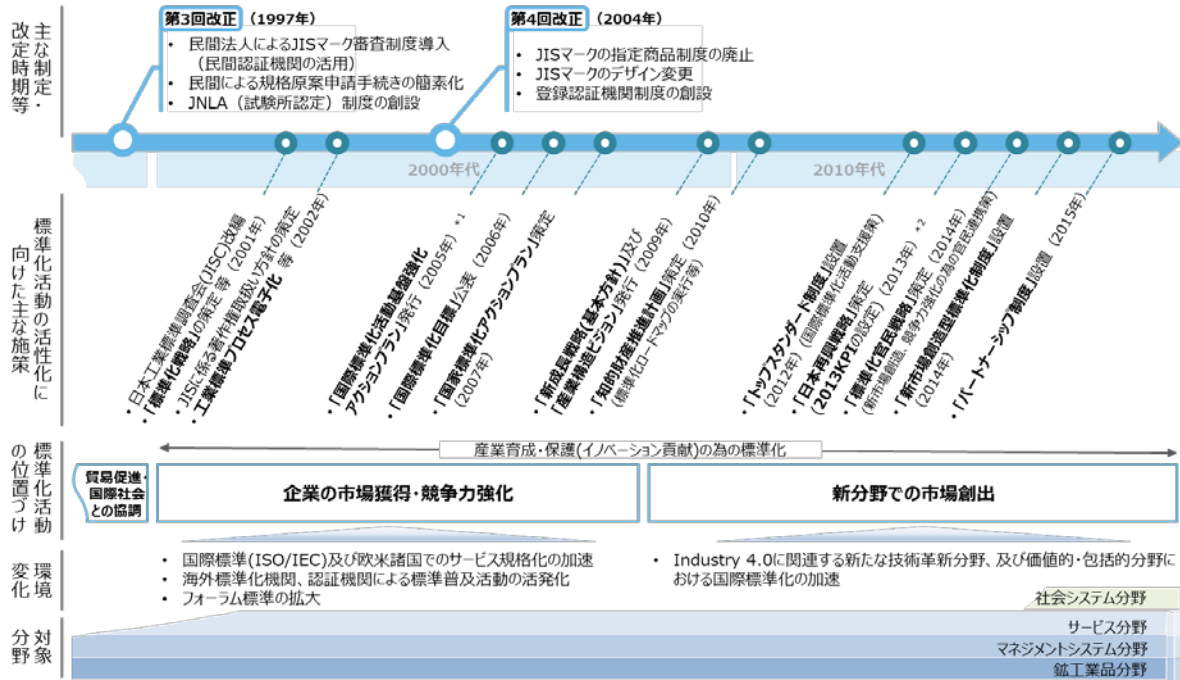 主な制定・
改定時期等
第3回改正 (1997年)
• 民間法人によるJISマーク審査制度導入
(民間認証機関の活用)
• 民間による規格原案申請手続きの簡素化
• JNLA(試験所認定)制度の創設
第4回改正 (2004年)
• JISマークの指定商品制度の廃止
• JISマークのデザイン変更
• 登録認証機関制度の創設
2000年代
2010年代
標準化活動の活性化に
向けた主な施策
・日本工業標準調査会(JISC)改編
・「標準化戦略」の策定 等 (2001年)
・JISに係る著作権取扱い方針の策定
・工業標準プロセス電子化 等 (2002年)
・「国際標準化活動基盤強化
アクションプラン」発行 (2005年) *1
・「国際標準化目標」公表 (2006年)
・「国家標準化アクションプラン」策定
(2007年)
・「新成長戦略(基本方針)」及び
「産業構造ビジョン」発行 (2009年)
・「知的財産推進計画」策定 (2010年)
(標準化ロードマップの実行等)
・「トップスタンダード制度」設置
(2012年) (国際標準化活動支援策)
・「日本再興戦略」策定
(2013KPIの設定) (2013年) *2
・「標準化官民戦略」策定 (2014年)
(新市場創造、競争力強化の為の官民連携策)
・「新市場創造型標準化制度」設置
(2014年)
・「パートナーシップ制度」設置 (2015年)
標準化活動
の位置づけ
産業育成・保護(イノベーション貢献)の為の標準化
貿易促進・
国際社会
との協調
企業の市場獲得・競争力強化
新分野での市場創出
環境
変化
• 国際標準(ISO/IEC)及び欧米諸国でのサービス規格化の加速
• 海外標準化機関、認証機関による標準普及活動の活発化
• フォーラム標準の拡大
• Industry 4.0に関連する新たな技術革新分野、及び価値的・包括的分野に
おける国際標準化の加速
対象
分野
社会システム分野
サービス分野
マネジメントシステム分野
鉱工業品分野